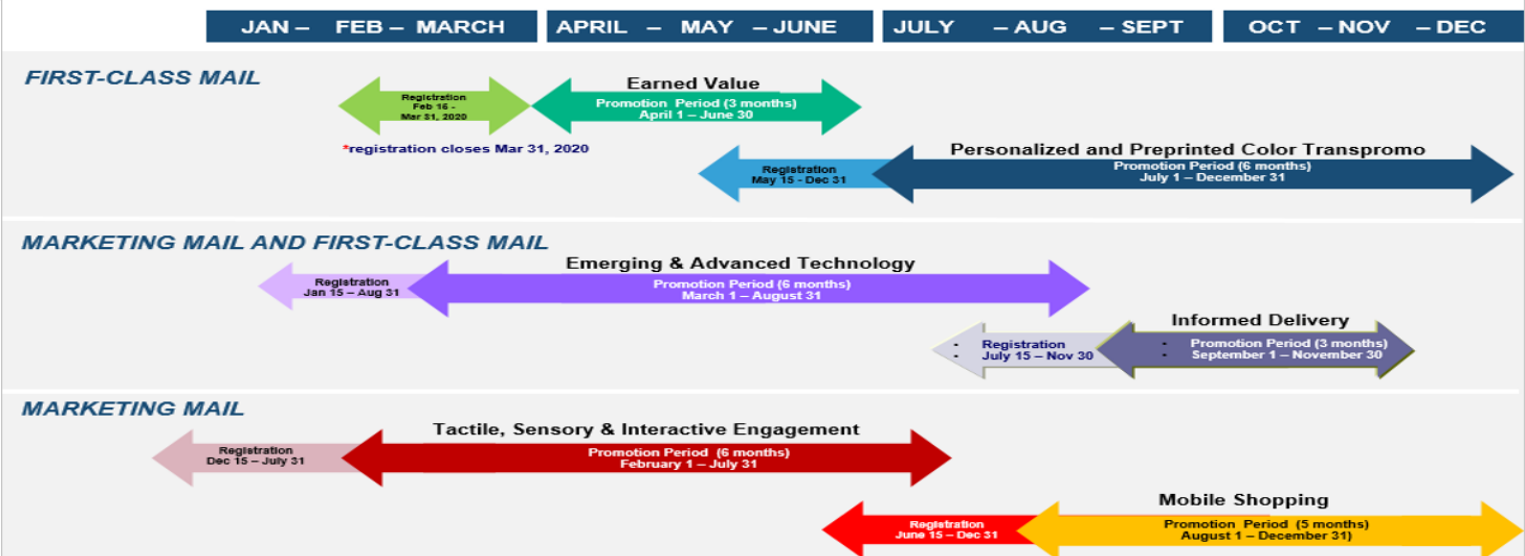 JAN – FEB – MARCH APRIL – MAY – JUNE JULY – AUG – SEPT OCT – NOV – DEC
FIRST-CLASS MAIL
Earned Value
Registration
Feb 15 -
Mar 31, 2020
Promotion Period (3 months)
April 1 – June 30
*registration closes Mar 31, 2020
Personalized and Preprinted Color Transpromo
Registration
May 15 - Dec 31
Promotion Period (6 months)
July 1 – December 31
MARKETING MAIL AND FIRST-CLASS MAIL
Emerging & Advanced Technology
Registration
Jan 15 – Aug 31
Promotion Period (6 months)
March 1 – August 31
Informed Delivery
- Registration
- July 15 – Nov 30
- Promotion Period (3 months)
- September 1 – November 30
MARKETING MAIL
Tactile, Sensory & Interactive Engagement
Registration
Dec 15 – July 31
Promotion Period (6 months)
February 1 – July 31
Mobile Shopping
Registration
June 15 – Dec 31
Promotion Period (5 months)
August 1 – December 31)